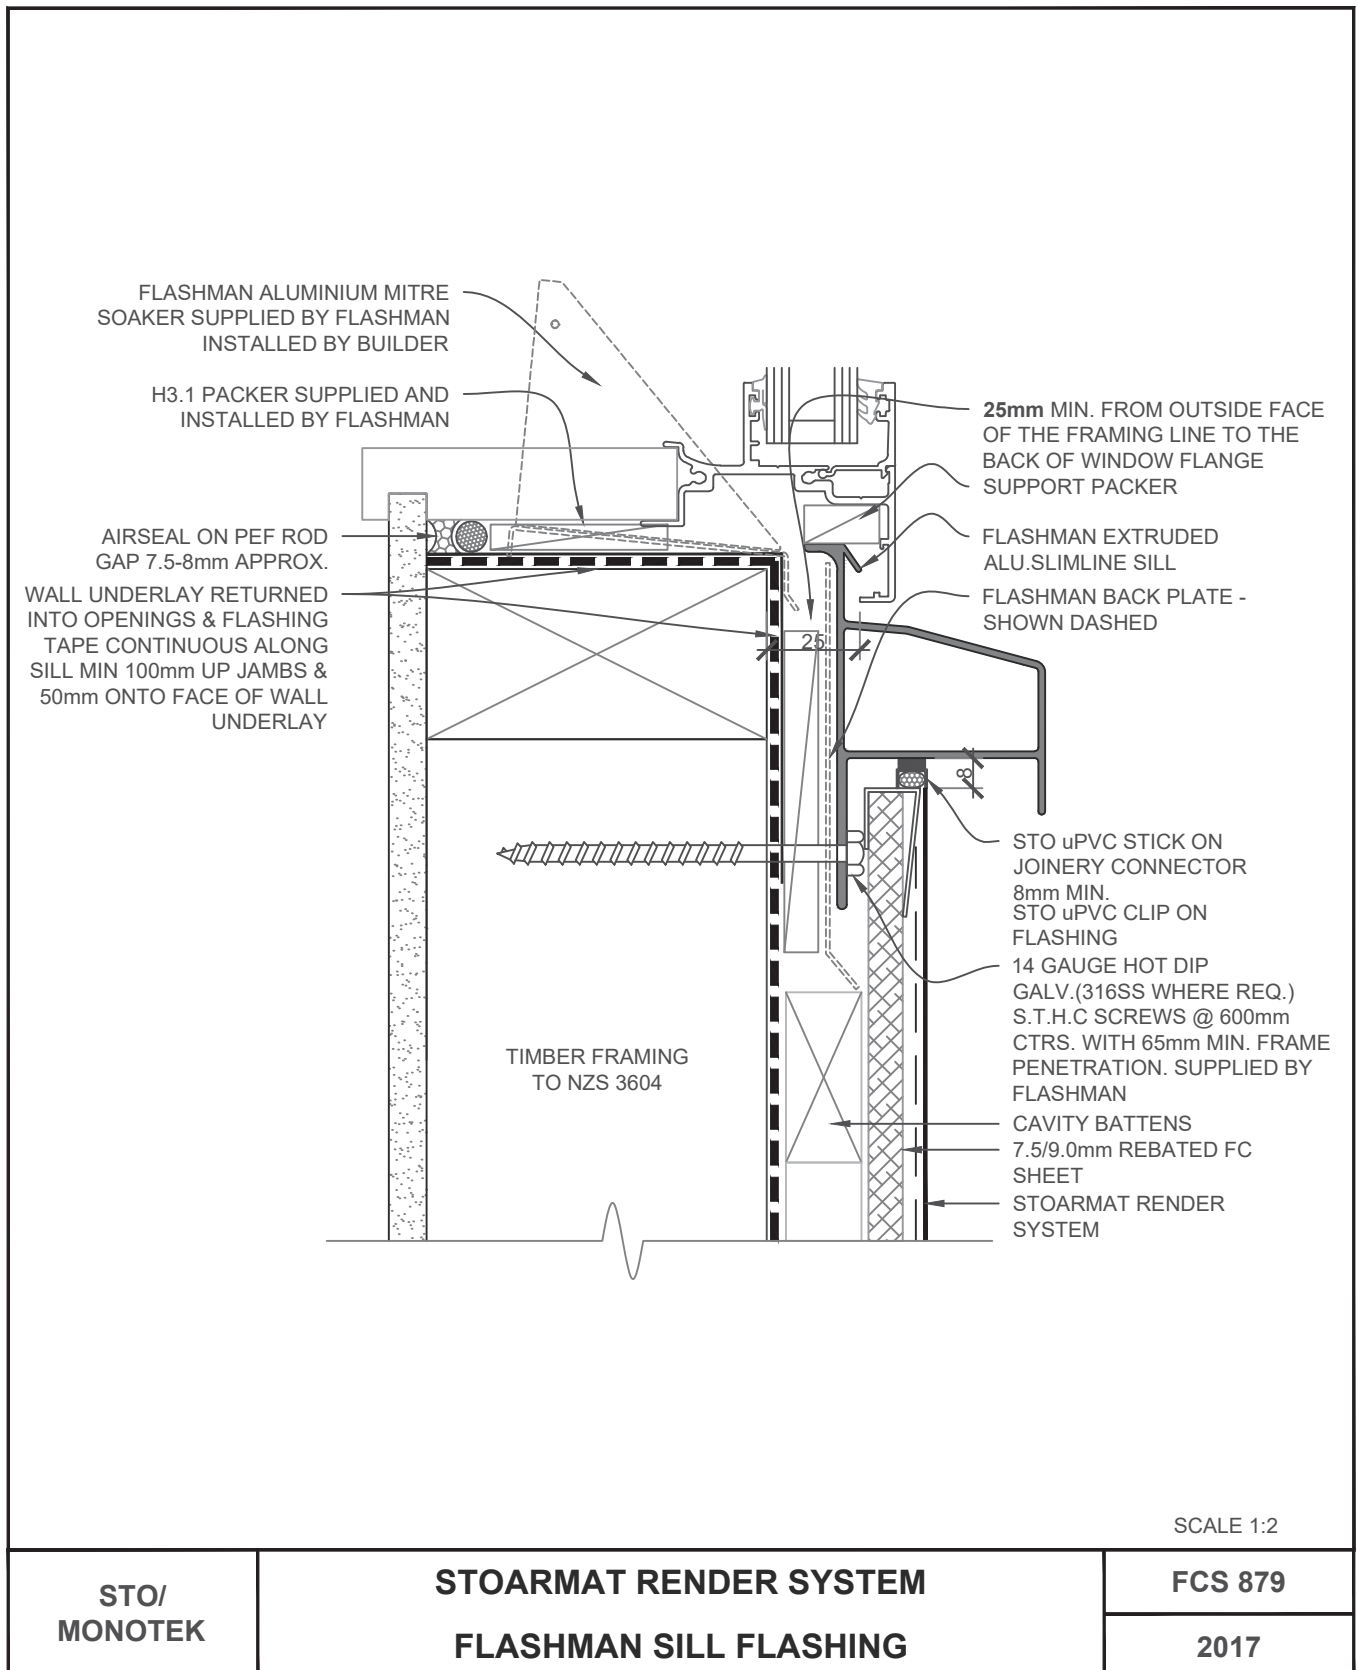 FLASHMAN ALUMINIUM MITRE
SOAKER SUPPLIED BY FLASHMAN
INSTALLED BY BUILDER
H3.1 PACKER SUPPLIED AND
INSTALLED BY FLASHMAN
AIRSEAL ON PEF ROD
GAP 7.5-8mm APPROX.
WALL UNDERLAY RETURNED
INTO OPENINGS & FLASHING
TAPE CONTINUOUS ALONG
SILL MIN 100mm UP JAMBS &
50mm ONTO FACE OF WALL
UNDERLAY
25mm MIN. FROM OUTSIDE FACE
OF THE FRAMING LINE TO THE
BACK OF WINDOW FLANGE
SUPPORT PACKER
FLASHMAN EXTRUDED
ALU.SLIMLINE SILL
FLASHMAN BACK PLATE -
SHOWN DASHED
25
8
STO uPVC STICK ON
JOINERY CONNECTOR
8mm MIN.
STO uPVC CLIP ON
FLASHING
14 GAUGE HOT DIP
GALV.(316SS WHERE REQ.)
S.T.H.C SCREWS @ 600mm
CTRS. WITH 65mm MIN. FRAME
PENETRATION. SUPPLIED BY
FLASHMAN
CAVITY BATTENS
7.5/9.0mm REBATED FC
SHEET
STOARMAT RENDER
SYSTEM
TIMBER FRAMING
TO NZS 3604
SCALE 1:2
STO/
MONOTEK
STOARMAT RENDER SYSTEM
FLASHMAN SILL FLASHING
FCS 879
2017